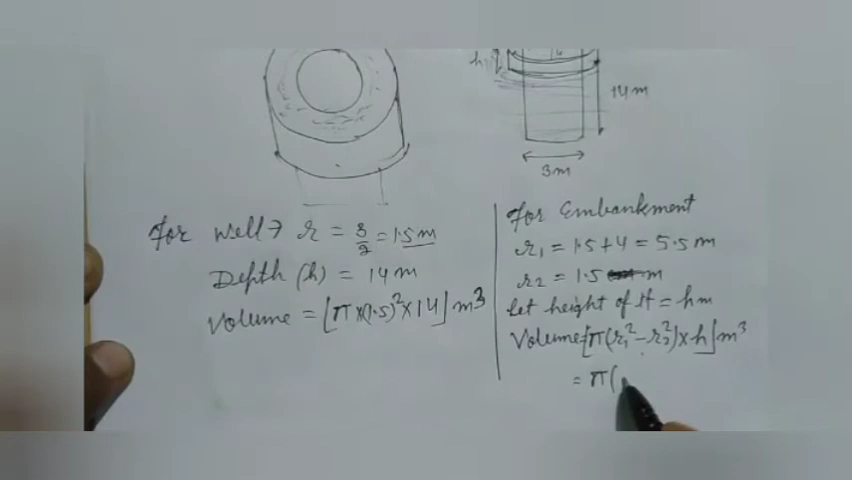 h
14m
3m
For Well → r = 3/2 = 1.5 m
Depth (h) = 14 m
Volume = [π×(1.5)²×14] m³
For Embankment
r₁ = 1.5+4 = 5.5 m
r₂ = 1.5 m
let height of it = h m
Volume=[π(r₁²-r₂²)×h]m³
= π(